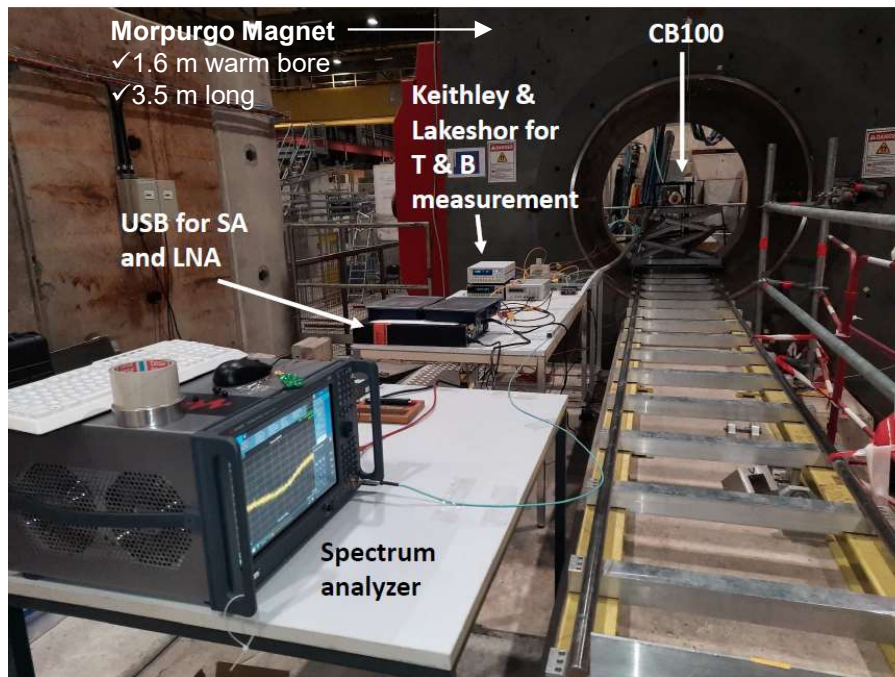 Morpurgo Magnet
✓1.6 m warm bore
✓3.5 m long
CB100
Keithley &
Lakeshor for
T & B
measurement
USB for SA
and LNA
Spectrum
analyzer
DANGER